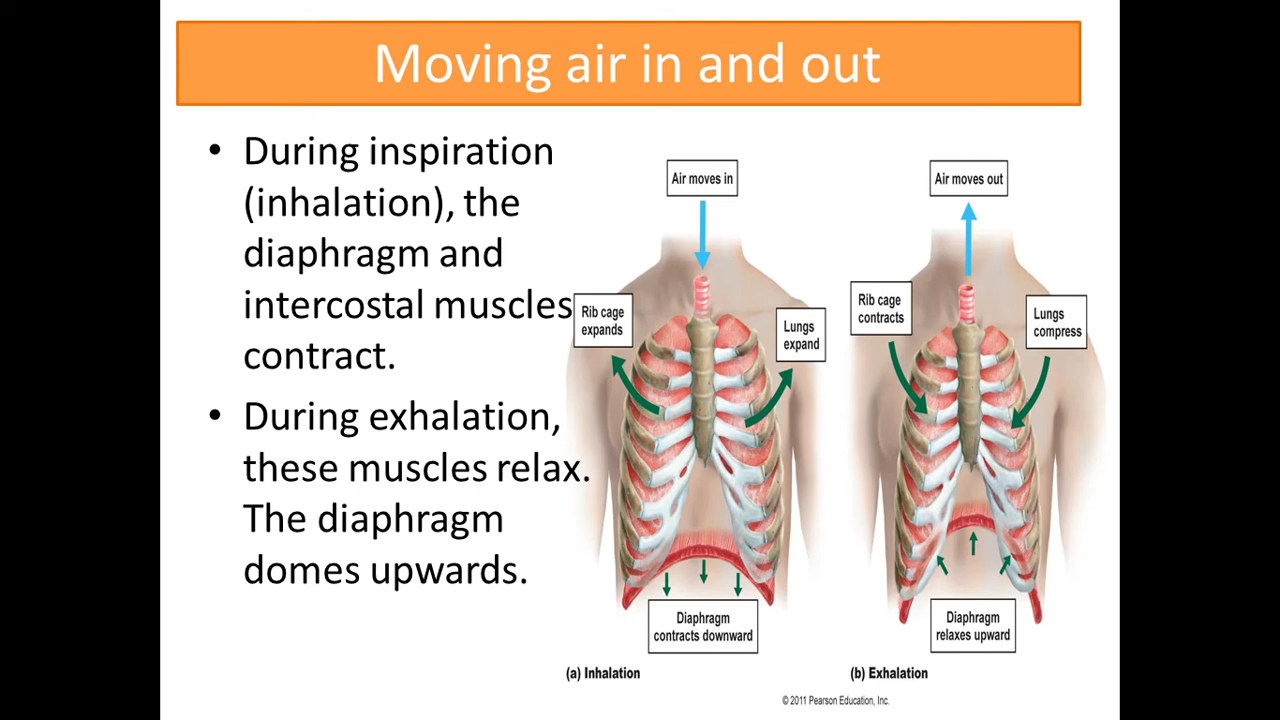 Moving air in and out
• During inspiration
(inhalation), the
diaphragm and
intercostal muscles
contract.
• During exhalation,
these muscles relax.
The diaphragm
domes upwards.
Air moves in
Rib cage
expands
Lungs
expand
Diaphragm
contracts downward
(a) Inhalation
Air moves out
Rib cage
contracts
Lungs
compress
Diaphragm
relaxes upward
(b) Exhalation
© 2011 Pearson Education, Inc.